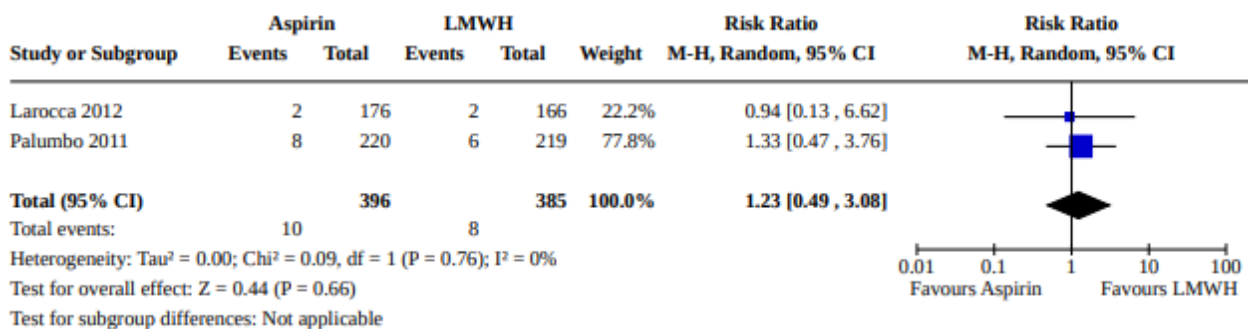 Aspirin LMWH Risk Ratio Risk Ratio
Study or Subgroup Events Total Events Total Weight M-H, Random, 95% CI M-H, Random, 95% CI
Larocca 2012 2 176 2 166 22.2% 0.94 [0.13 , 6.62]
Palumbo 2011 8 220 6 219 77.8% 1.33 [0.47 , 3.76]
Total (95% CI) 396 385 100.0% 1.23 [0.49 , 3.08]
Total events: 10 8
Heterogeneity: Tau² = 0.00; Chi² = 0.09, df = 1 (P = 0.76); I² = 0%
Test for overall effect: Z = 0.44 (P = 0.66)
Test for subgroup differences: Not applicable
0.01 0.1 1 10 100
Favours Aspirin Favours LMWH